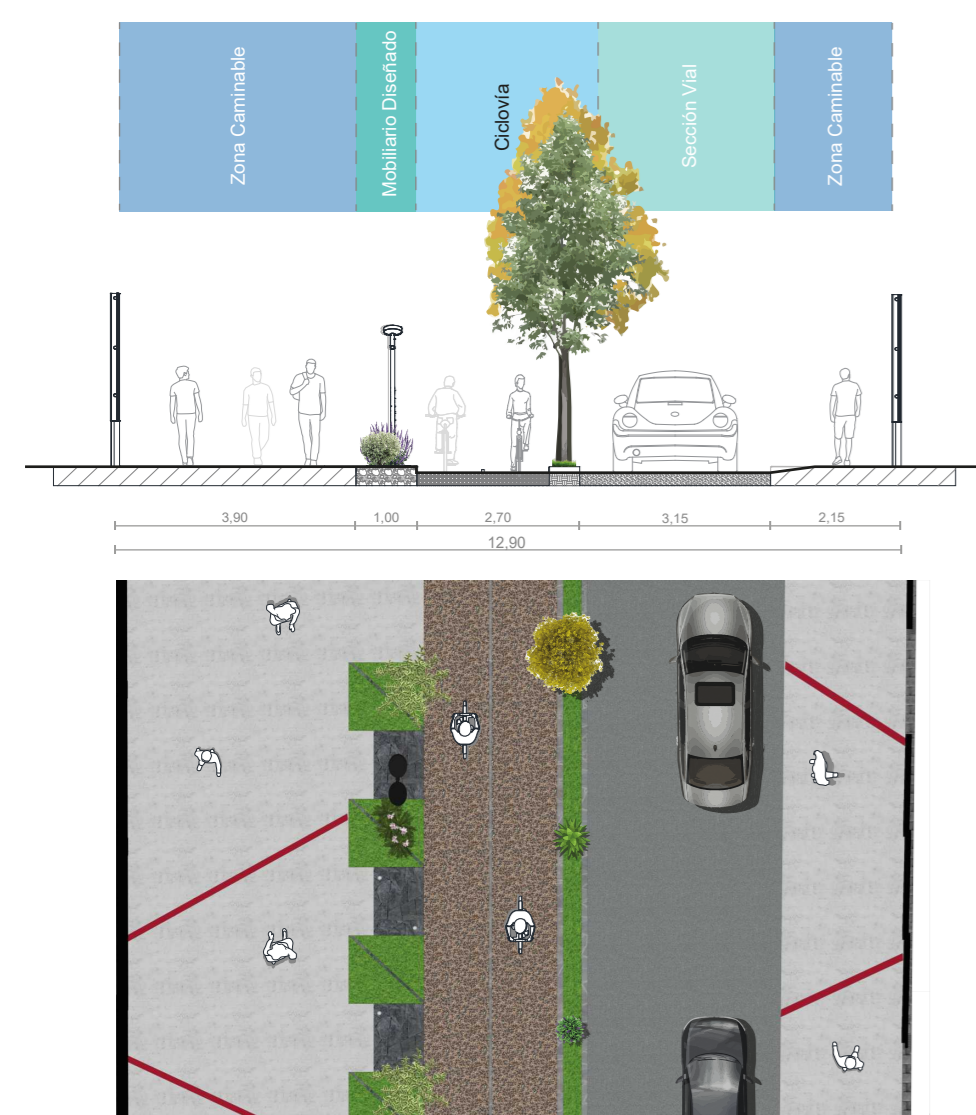 Zona Caminable
Mobiliario Diseñado
Ciclovía
Sección Vial
Zona Caminable
3,90
1,00
2,70
3,15
2,15
12,90